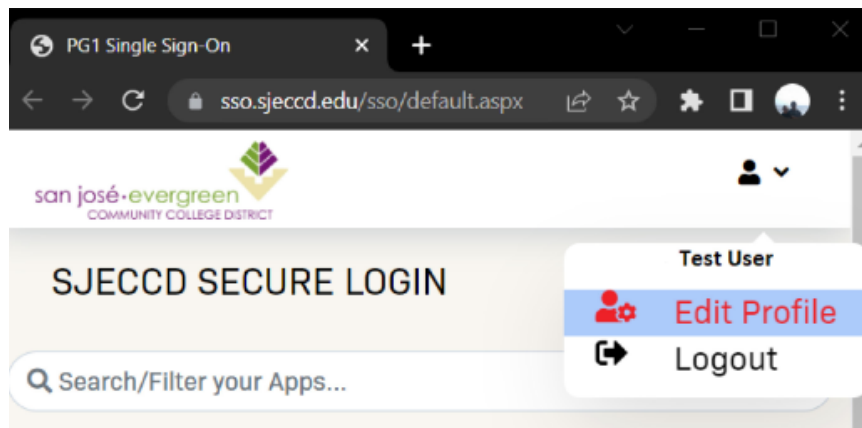 PG1 Single Sign-On
sso.sjeccd.edu/sso/default.aspx
san josé·evergreen
COMMUNITY COLLEGE DISTRICT
Test User
SJECCD SECURE LOGIN
Edit Profile
Logout
Search/Filter your Apps...